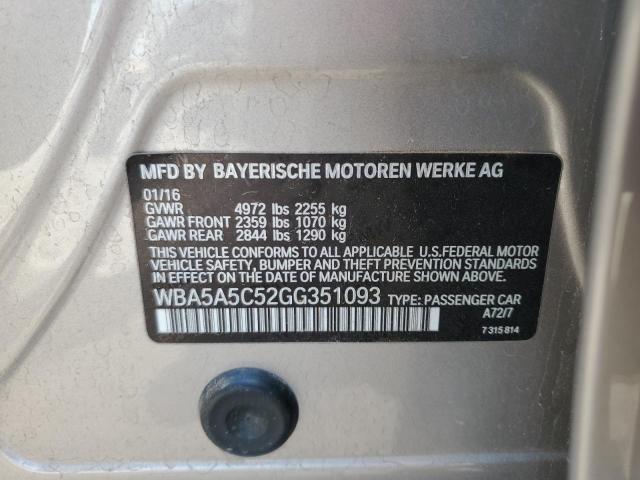 MFD BY BAYERISCHE MOTOREN WERKE AG
01/16
GVWR 4972 lbs 2255 kg
GAWR FRONT 2359 lbs 1070 kg
GAWR REAR 2844 lbs 1290 kg
THIS VEHICLE CONFORMS TO ALL APPLICABLE U.S.FEDERAL MOTOR
VEHICLE SAFETY, BUMPER AND THEFT PREVENTION STANDARDS
IN EFFECT ON THE DATE OF MANUFACTURE SHOWN ABOVE.
WBA5A5C52GG351093 TYPE: PASSENGER CAR
A72/7
7 315 814